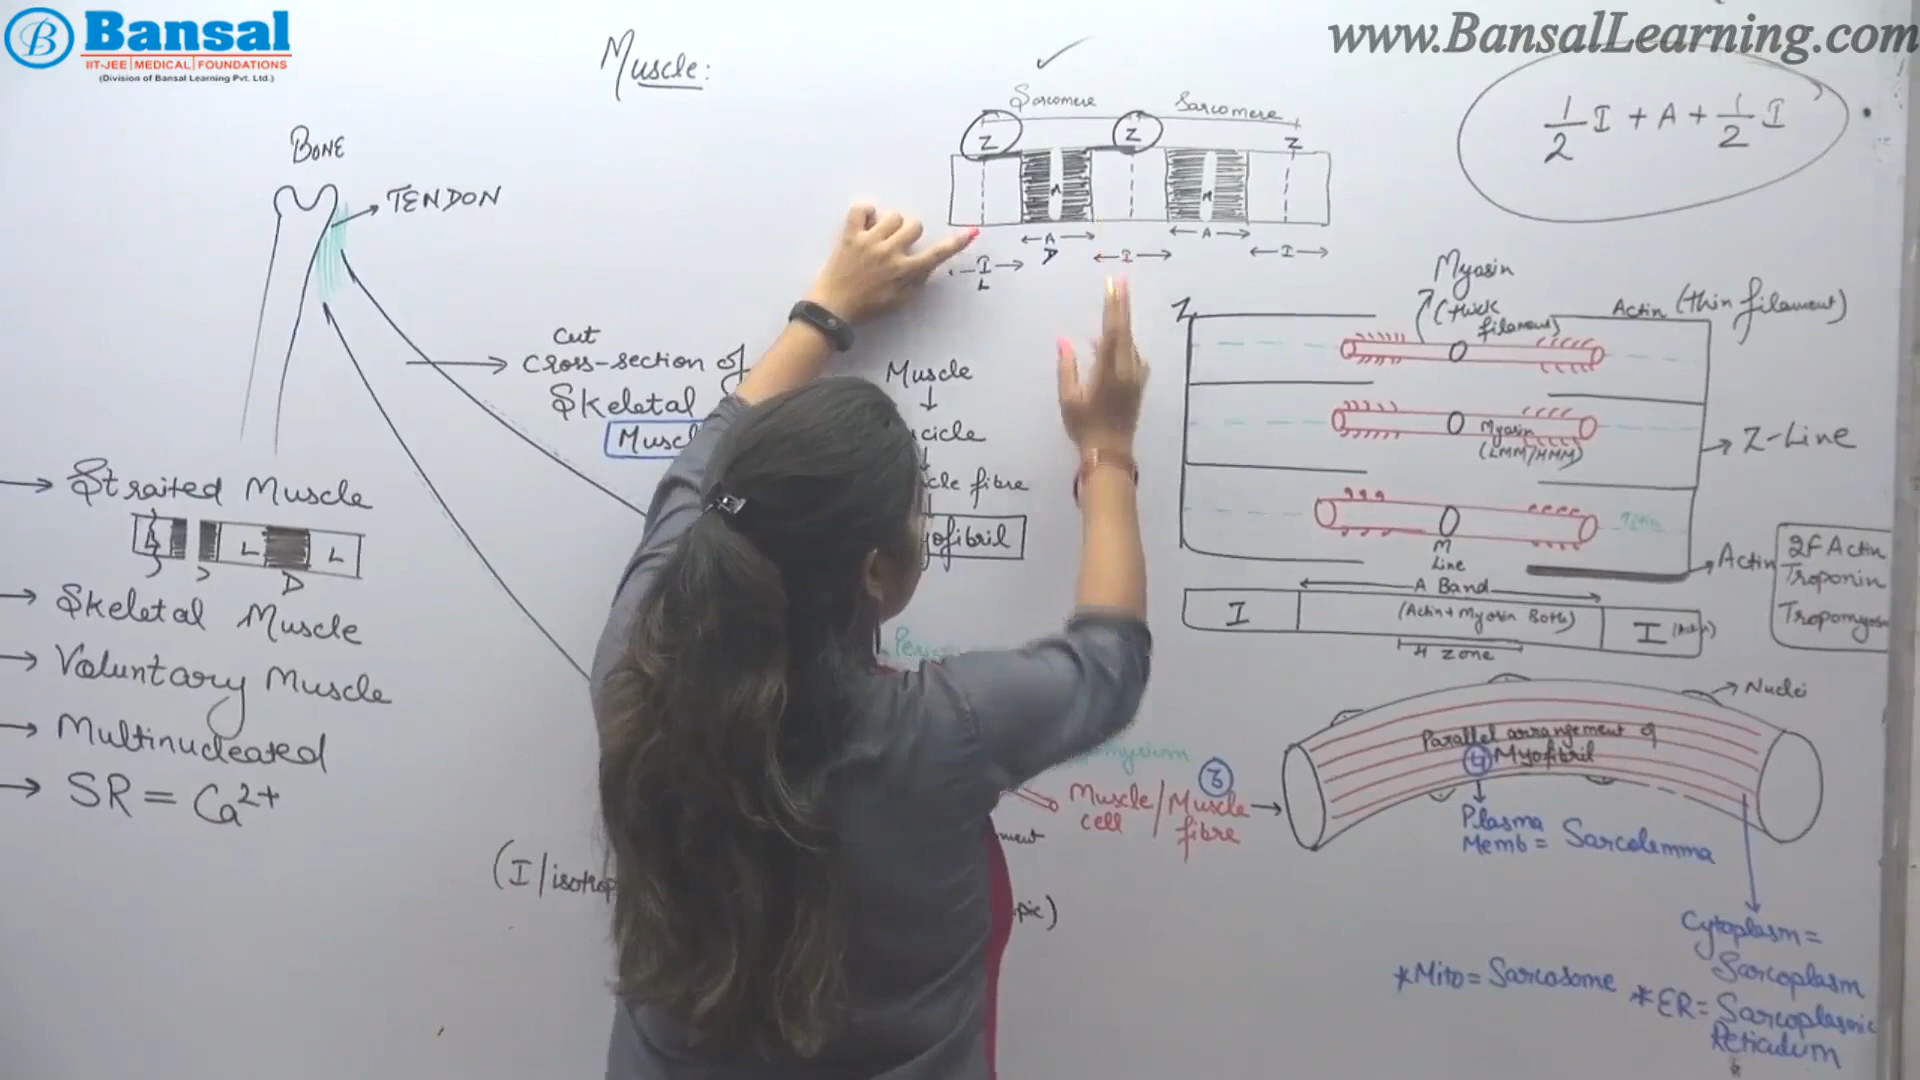 Bansal
IIT-JEE | MEDICAL | FOUNDATIONS
(Division of Bansal Learning Pvt. Ltd.)
www.BansalLearning.com
Muscle:
BONE
TENDON
cut
cross-section of
Skeletal
Straited Muscle
L
L
D
Skeletal Muscle
Voluntary Muscle
Multinucleated
SR = Ca2+
Sarcomere
Sarcomere
Z
Z
Z
A
A
D
I
I
I
L
1/2 I + A + 1/2 I
Muscle
Z
Myosin
(thick
filament)
Actin (thin filament)
Myosin
(LMM/HMM)
Z-Line
M
Line
Actin
2F Actin
Troponin
A Band
I
(Actin + Myosin Both)
I
H zone
Nuclei
Parallel arrangement of
4
Myofibril
3
Muscle/Muscle
cell
fibre
Plasma
Memb = Sarcolemma
Cytoplasm =
Sarcoplasm
*Mito = Sarcosome
*ER = Sarcoplasmic
Reticulum